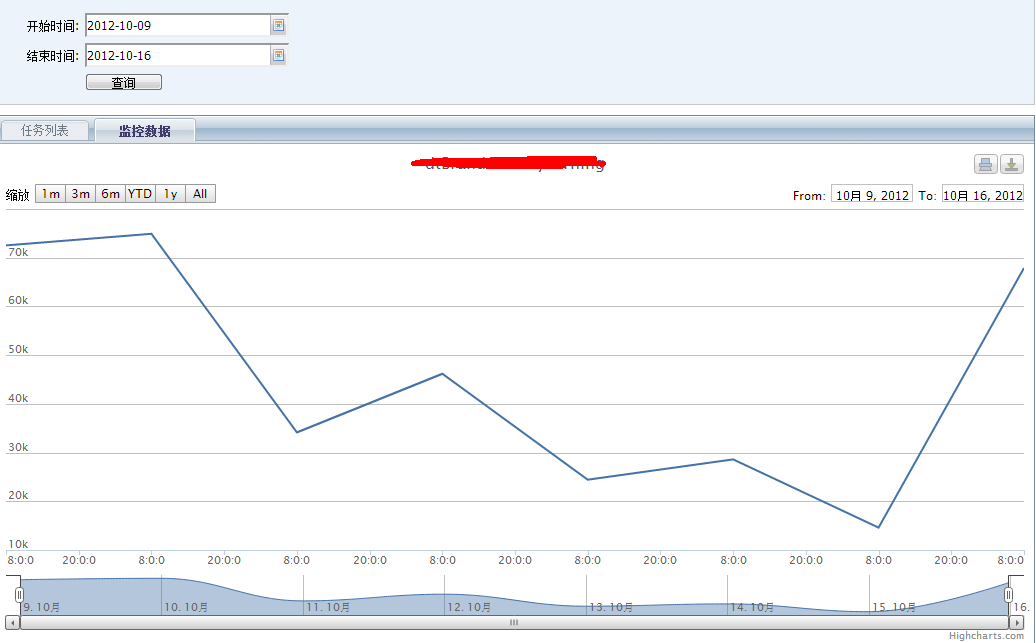 开始时间: 2012-10-09
结束时间: 2012-10-16
查询
任务列表 监控数据
缩放 1m 3m 6m YTD 1y All From: 10月 9, 2012 To: 10月 16, 2012
70k
60k
50k
40k
30k
20k
10k
8:0:0 20:0:0 8:0:0 20:0:0 8:0:0 20:0:0 8:0:0 20:0:0 8:0:0 20:0:0 8:0:0 20:0:0 8:0:0 20:0:0 8:0:0
9. 10月 10. 10月 11. 10月 12. 10月 13. 10月 14. 10月 15. 10月 16.
Highcharts.com